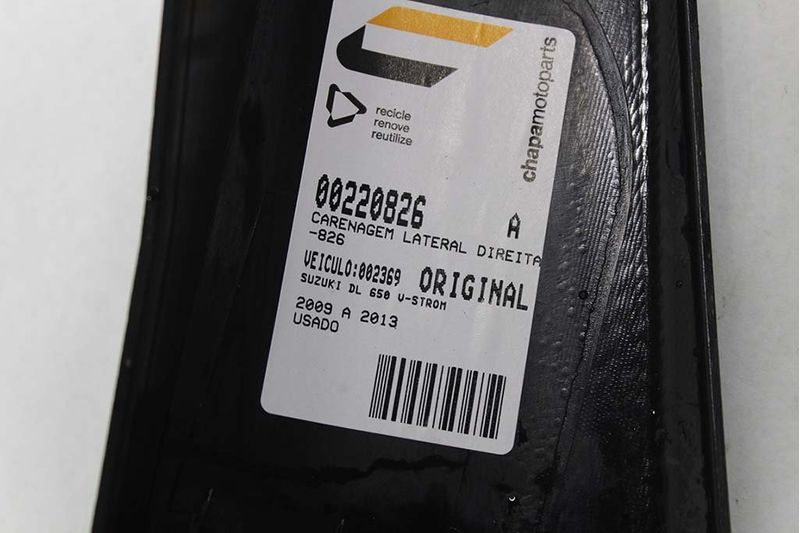 recicle
renove
reutilize
chapamotoparts
00220826 A
CARENAGEM LATERAL DIREITA
-826
VEICULO:002369 ORIGINAL
SUZUKI DL 650 V-STROM
2009 A 2013
USADO